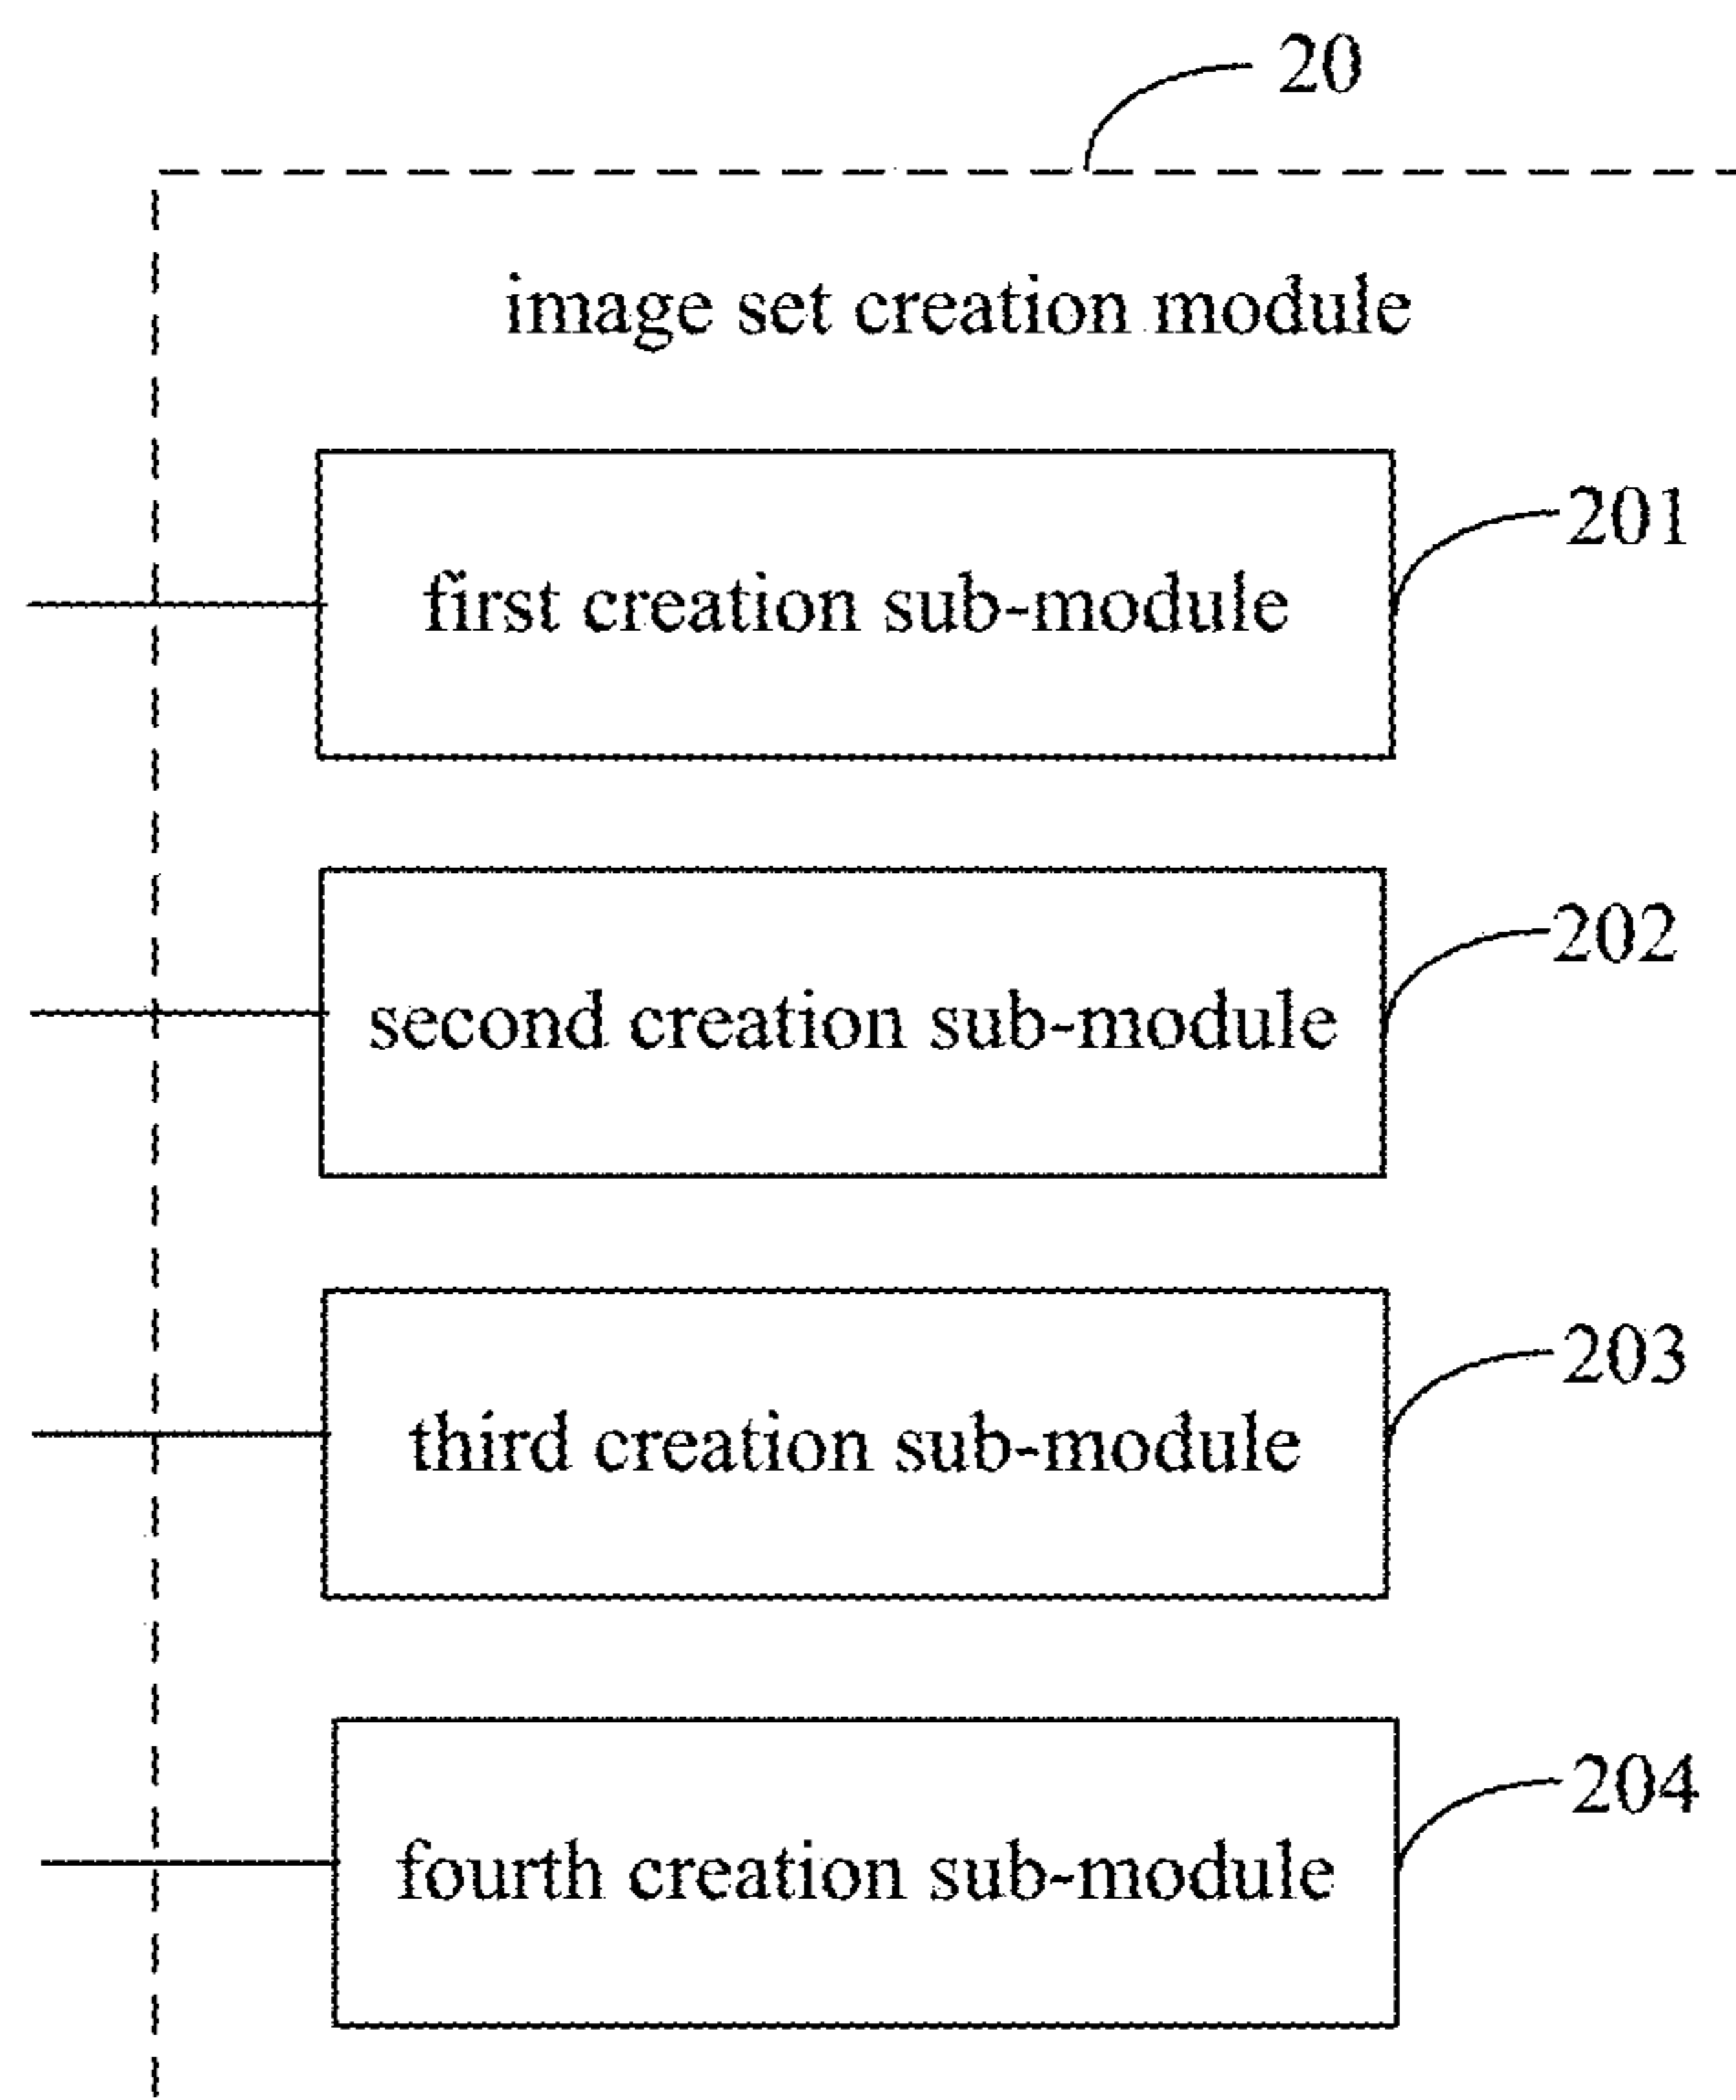 20
image set creation module
201
first creation sub-module
202
second creation sub-module
203
third creation sub-module
204
fourth creation sub-module